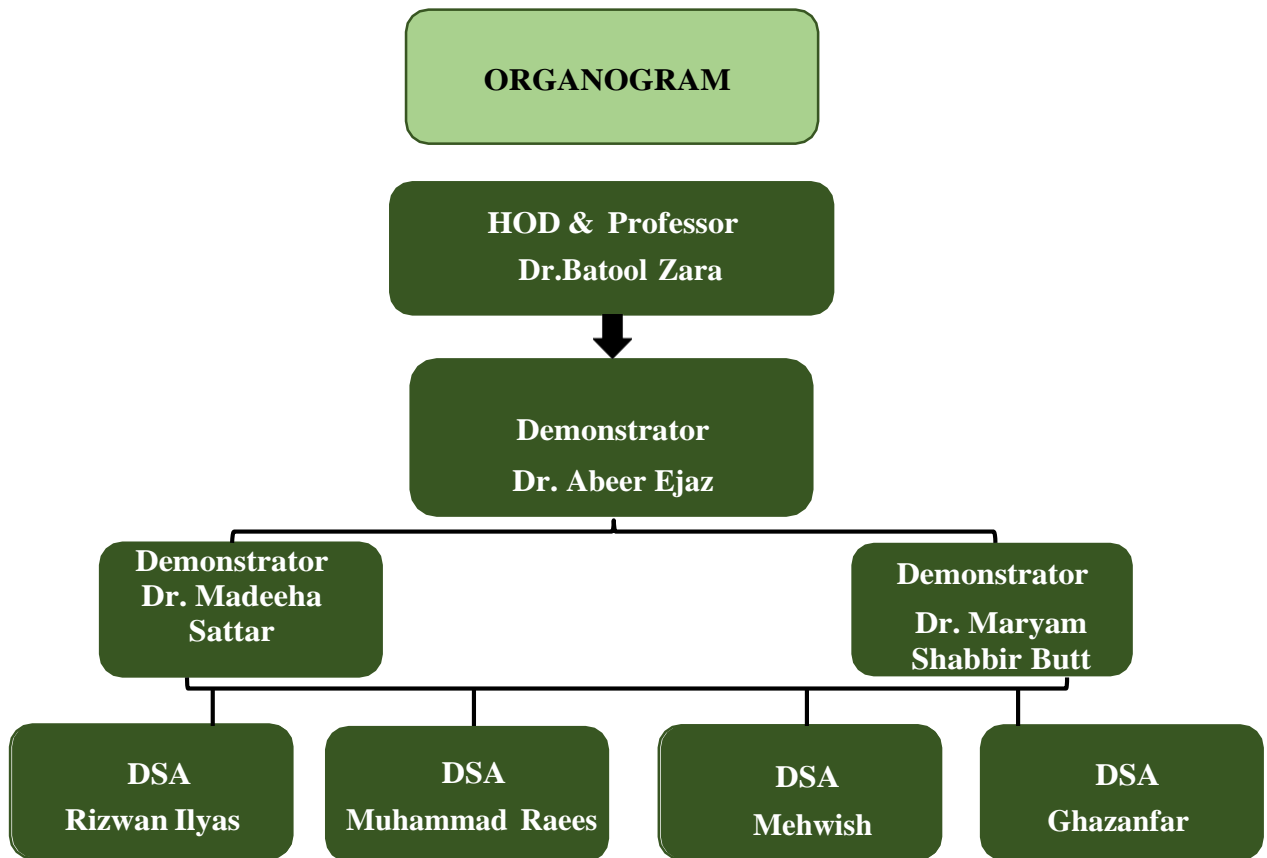 ORGANOGRAM
HOD & Professor
Dr.Batool Zara
Demonstrator
Dr. Abeer Ejaz
Demonstrator
Dr. Madeeha
Sattar
Demonstrator
Dr. Maryam
Shabbir Butt
DSA
Rizwan Ilyas
DSA
Muhammad Raees
DSA
Mehwish
DSA
Ghazanfar